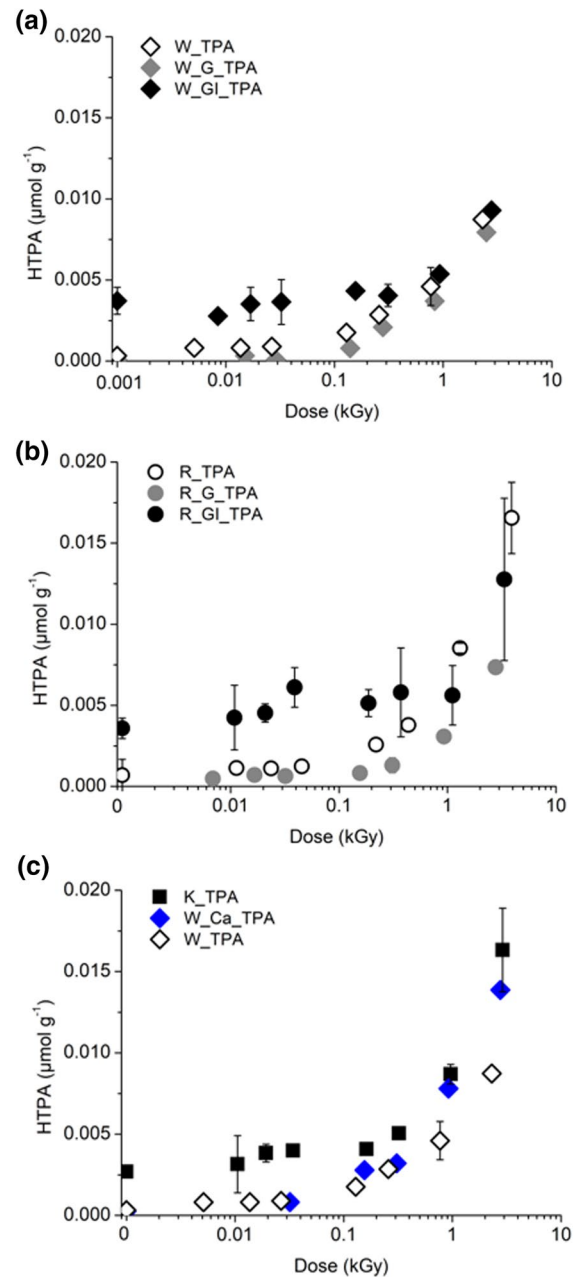 (a)
0.020
W_TPA
W_G_TPA
W_GI_TPA
0.015
HTPA (µmol g⁻¹)
0.010
0.005
0.000
0.001 0.01 0.1 1 10
Dose (kGy)
(b)
0.020
R_TPA
R_G_TPA
R_GI_TPA
0.015
HTPA (µmol g⁻¹)
0.010
0.005
0.000
0 0.01 0.1 1 10
Dose (kGy)
(c)
0.020
K_TPA
W_Ca_TPA
W_TPA
0.015
HTPA (µmol g⁻¹)
0.010
0.005
0.000
0 0.01 0.1 1 10
Dose (kGy)